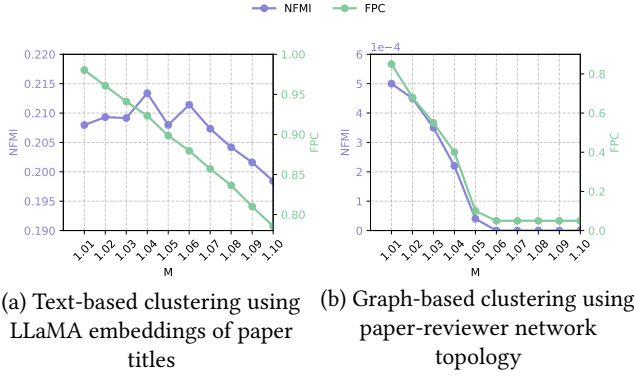 NFMI FPC
0.220
0.215
0.210
0.205
0.200
0.195
0.190
NFMI
1.00
0.95
0.90
0.85
0.80
FPC
1.01 1.02 1.03 1.04 1.05 1.06 1.07 1.08 1.09 1.10
M
1e−4
6
5
4
3
2
1
0
NFMI
0.8
0.6
0.4
0.2
0.0
FPC
1.01 1.02 1.03 1.04 1.05 1.06 1.07 1.08 1.09 1.10
M
(a) Text-based clustering using
LLaMA embeddings of paper
titles
(b) Graph-based clustering using
paper-reviewer network
topology